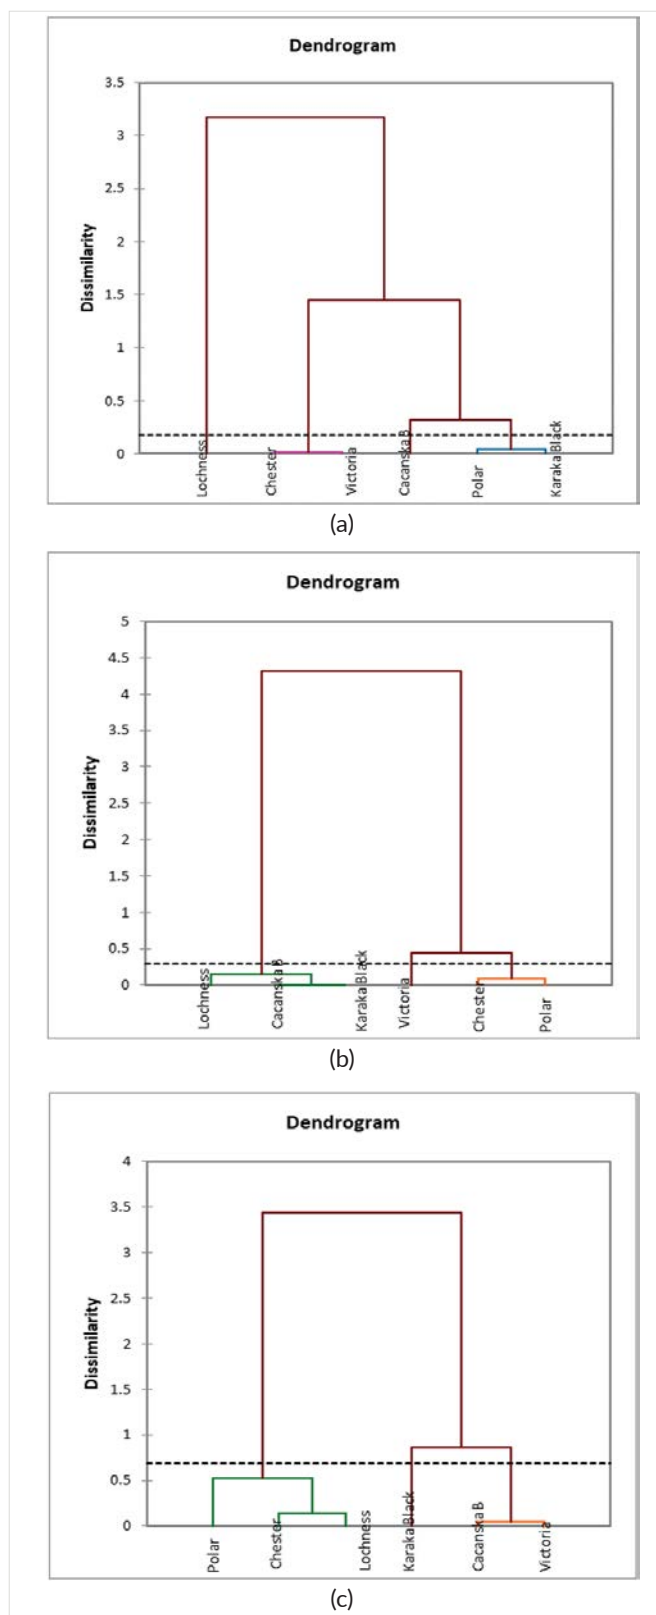 Dendrogram
3.5
3
2.5
2
1.5
1
0.5
0
Dissimilarity
Lochness
Chester
Victoria
Cacanska B
Polar
Karaka Black
(a)
Dendrogram
5
4.5
4
3.5
3
2.5
2
1.5
1
0.5
0
Dissimilarity
Lochness
Cacanska B
Karaka Black
Victoria
Chester
Polar
(b)
Dendrogram
4
3.5
3
2.5
2
1.5
1
0.5
0
Dissimilarity
Polar
Chester
Lochness
Karaka Black
Cacanska B
Victoria
(c)